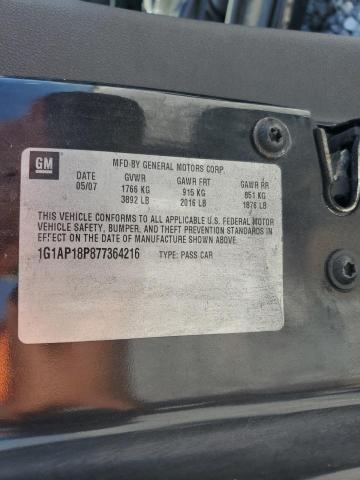 GM
MFD-BY GENERAL MOTORS CORP.
DATE GVWR GAWR FRT GAWR RR
05/07 1766 KG 915 KG 851 KG
3892 LB 2016 LB 1876 LB
THIS VEHICLE CONFORMS TO ALL APPLICABLE U.S. FEDERAL MOTOR
VEHICLE SAFETY, BUMPER, AND THEFT PREVENTION STANDARDS
IN EFFECT ON THE DATE OF MANUFACTURE SHOWN ABOVE.
1G1AP18P877364216 TYPE: PASS CAR